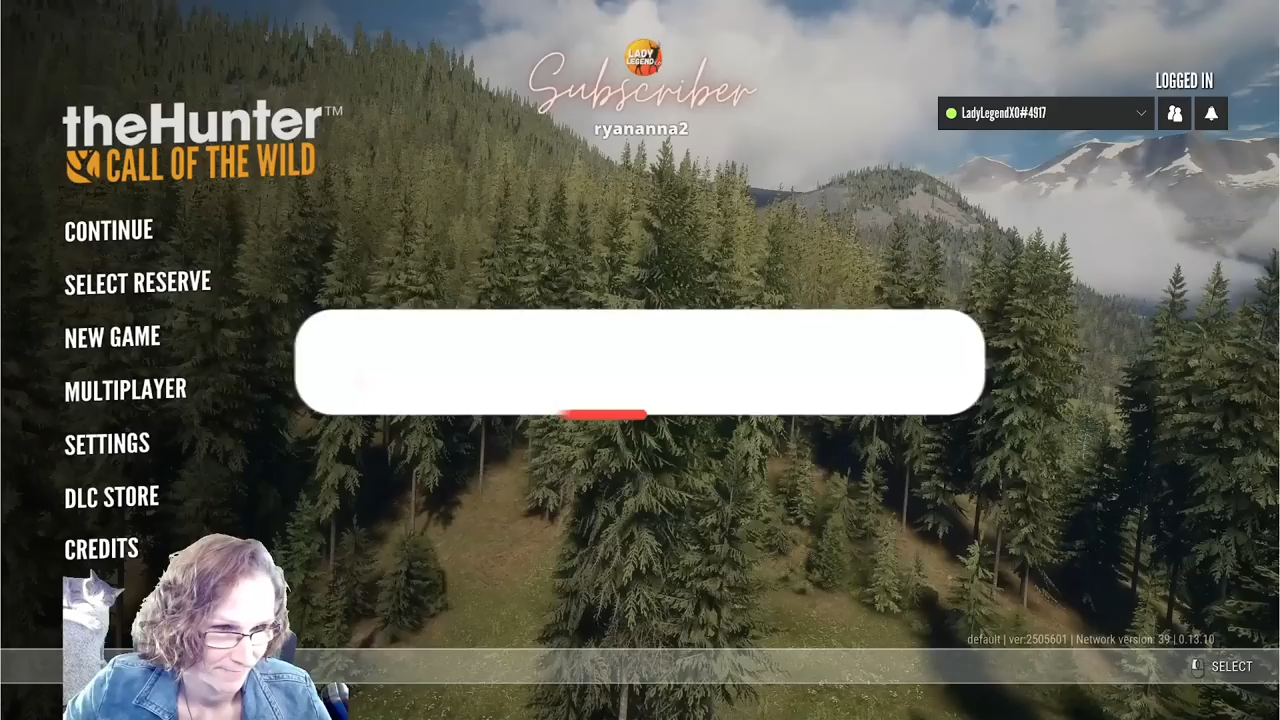 LADY
LEGEND
Subscriber
ryananna2
LOGGED IN
LadyLegendXO#4917
theHunter™
CALL OF THE WILD
CONTINUE
SELECT RESERVE
NEW GAME
MULTIPLAYER
SETTINGS
DLC STORE
CREDITS
default | ver:2505601 | Network version: 39 | 0.13.10
SELECT